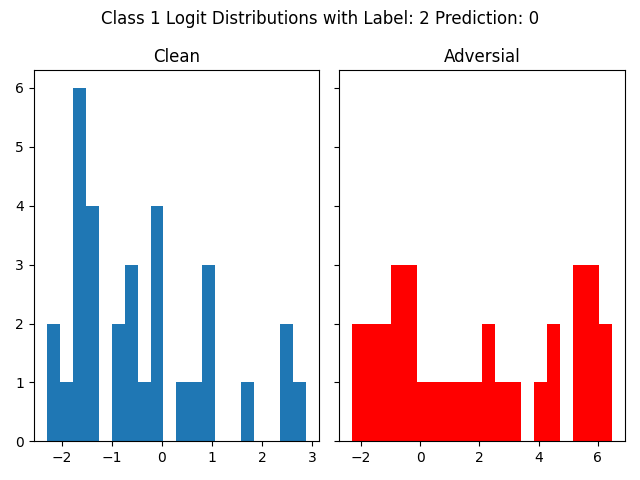 Class 1 Logit Distributions with Label: 2 Prediction: 0
Clean
Adversial
6
5
4
3
2
1
0
−2 −1 0 1 2 3
−2 0 2 4 6